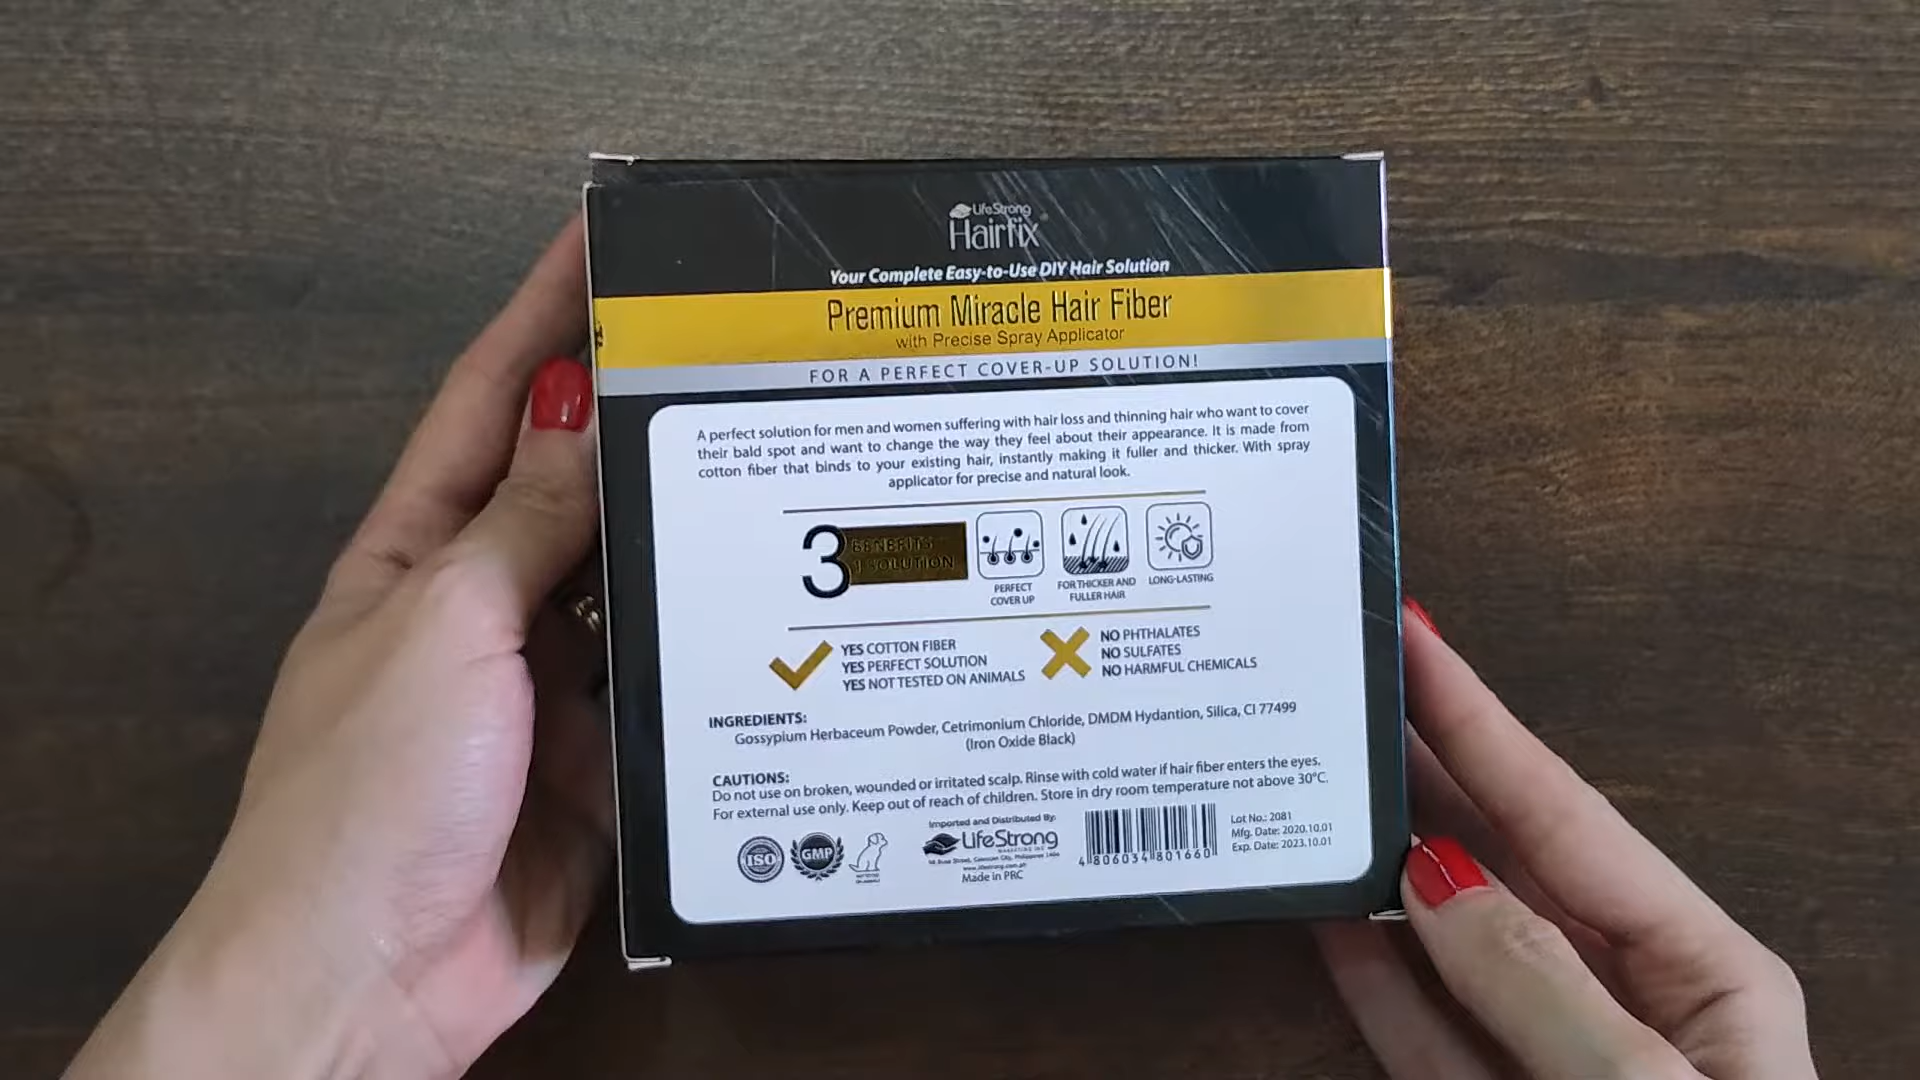 LifeStrong
Hairfix
Your Complete Easy-to-Use DIY Hair Solution
Premium Miracle Hair Fiber
with Precise Spray Applicator
FOR A PERFECT COVER-UP SOLUTION!
A perfect solution for men and women suffering with hair loss and thinning hair who want to cover
their bald spot and want to change the way they feel about their appearance. It is made from
cotton fiber that binds to your existing hair, instantly making it fuller and thicker. With spray
applicator for precise and natural look.
3 BENEFITS
1 SOLUTION
PERFECT
COVER UP
FOR THICKER AND
FULLER HAIR
LONG-LASTING
YES COTTON FIBER
YES PERFECT SOLUTION
YES NOT TESTED ON ANIMALS
NO PHTHALATES
NO SULFATES
NO HARMFUL CHEMICALS
INGREDIENTS:
Gossypium Herbaceum Powder, Cetrimonium Chloride, DMDM Hydantion, Silica, CI 77499
(Iron Oxide Black)
CAUTIONS:
Do not use on broken, wounded or irritated scalp. Rinse with cold water if hair fiber enters the eyes.
For external use only. Keep out of reach of children. Store in dry room temperature not above 30°C.
ISO
GMP
Imported and Distributed By:
LifeStrong
MARKETING INC.
Street, Caloocan City, Philippines
www.lifestrong.com.ph
Made in PRC
4 806034 801660
Lot No.: 2081
Mfg. Date: 2020.10.01
Exp. Date: 2023.10.01